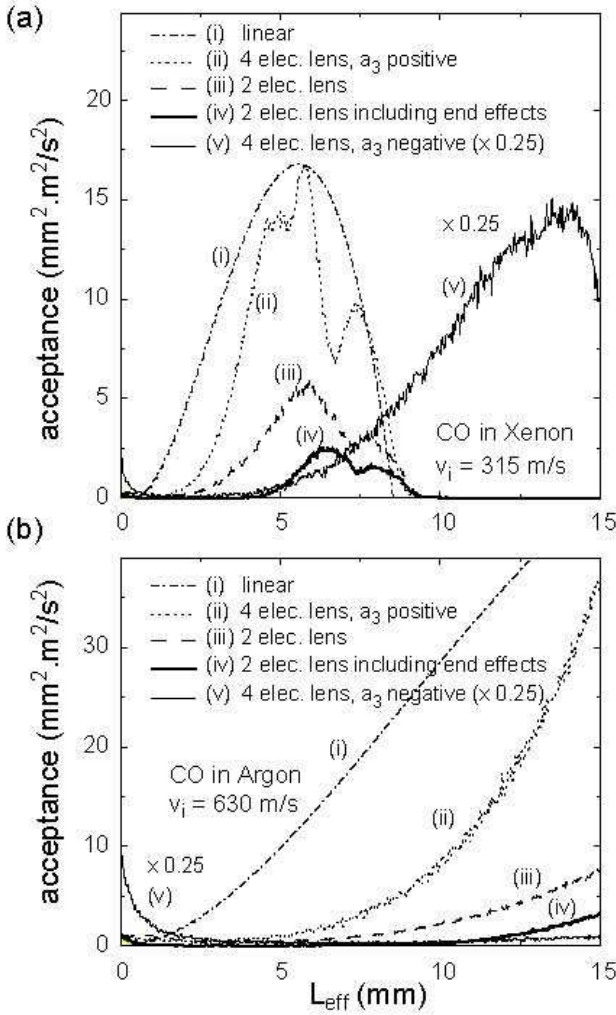 (a)
acceptance (mm².m²/s²)
20
15
10
5
0
(i) linear
(ii) 4 elec. lens, a₃ positive
(iii) 2 elec. lens
(iv) 2 elec. lens including end effects
(v) 4 elec. lens, a₃ negative (× 0.25)
× 0.25
(i)
(v)
(ii)
(iii)
(iv)
CO in Xenon
vᵢ = 315 m/s
0
5
10
15
(b)
acceptance (mm².m²/s²)
30
20
10
0
(i) linear
(ii) 4 elec. lens, a₃ positive
(iii) 2 elec. lens
(iv) 2 elec. lens including end effects
(v) 4 elec. lens, a₃ negative (× 0.25)
(i)
CO in Argon
vᵢ = 630 m/s
(ii)
× 0.25
(v)
(iii)
(iv)
0
5
10
15
L_eff (mm)